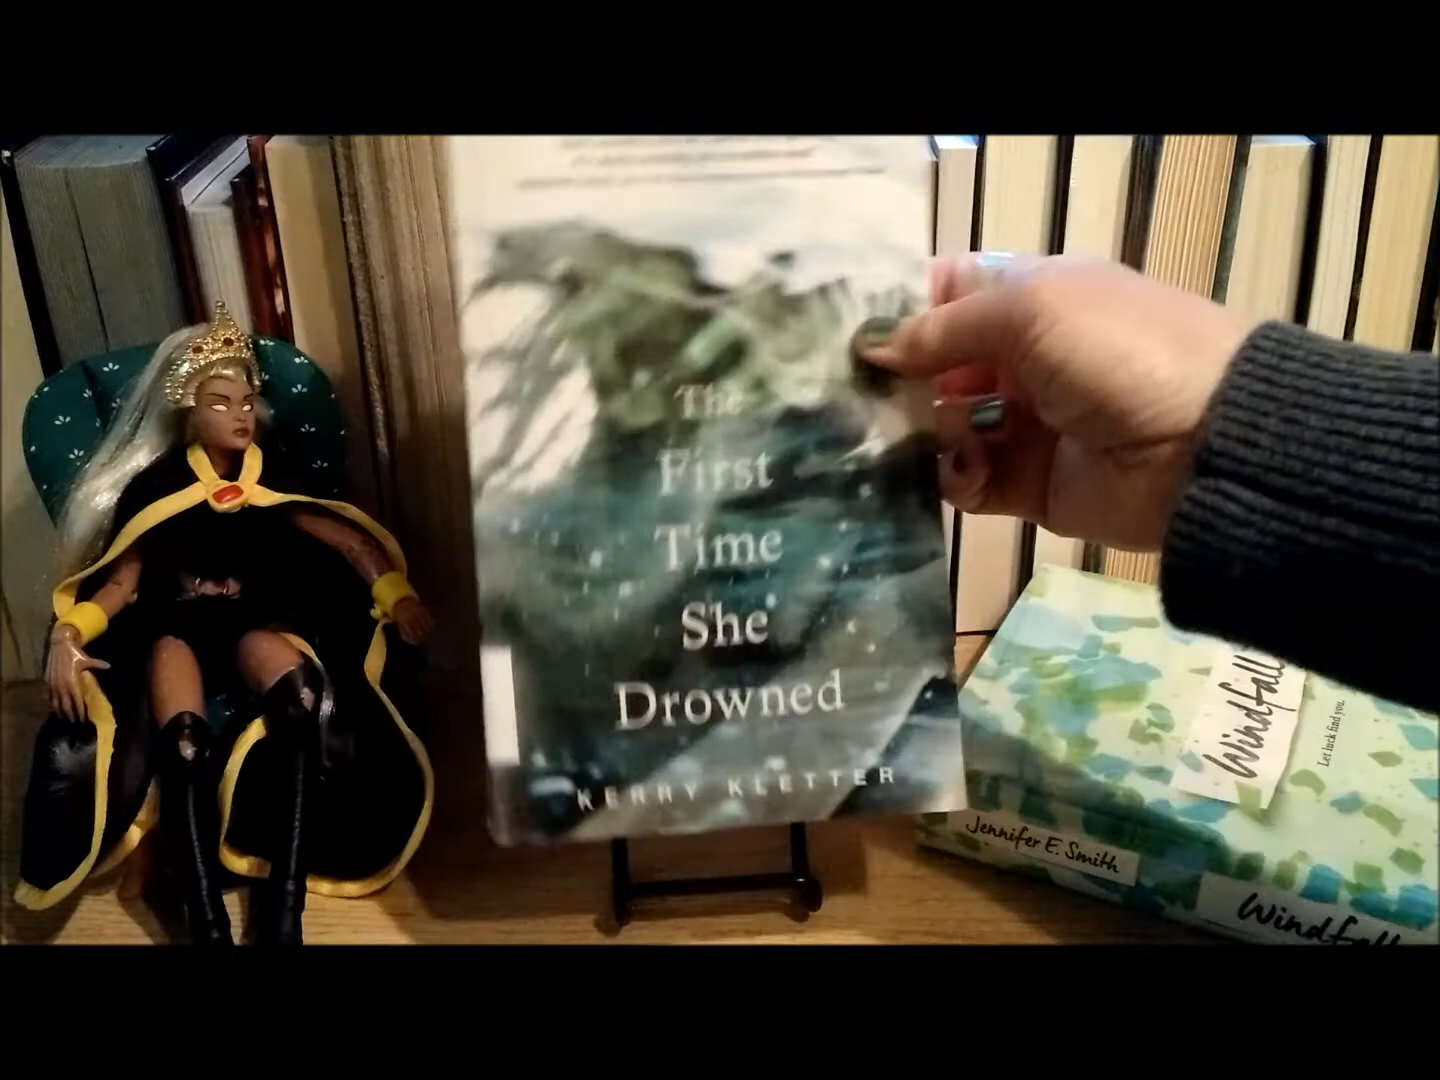 The
First
Time
She
Drowned
KERRY KLETTER
Windfall
Let luck find you.
Jennifer E. Smith
Windfall